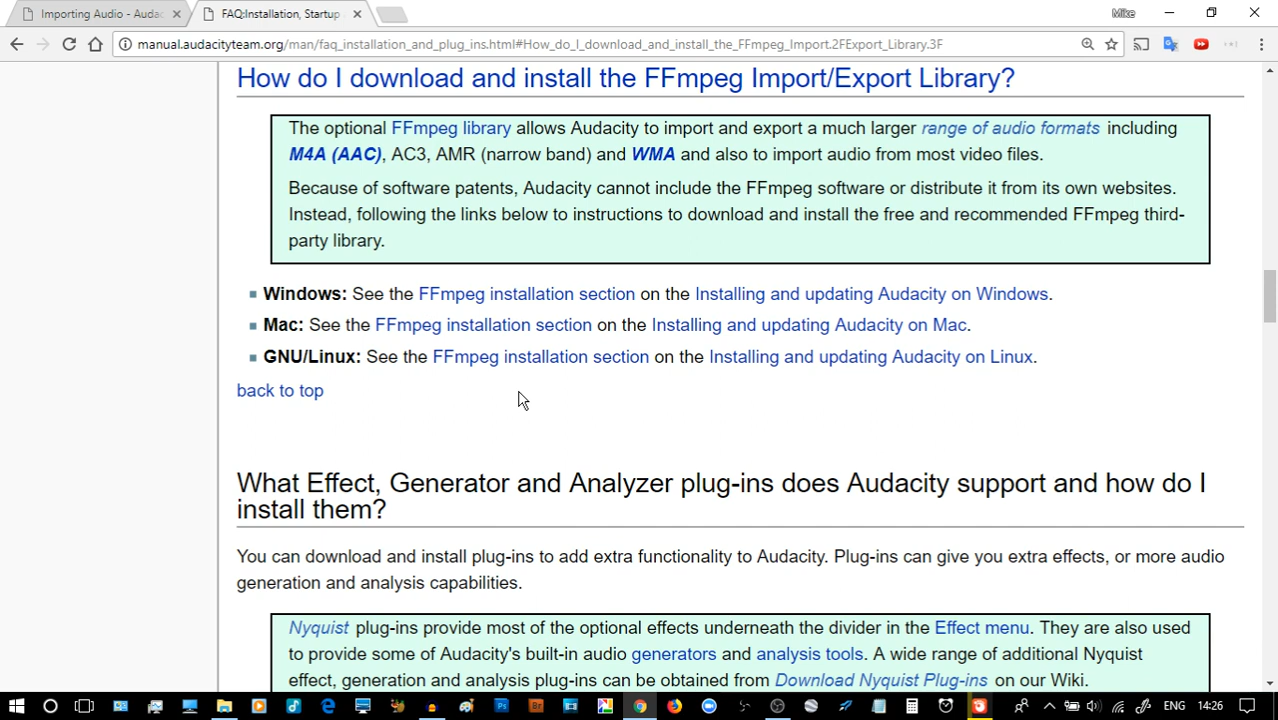 Importing Audio - Audac
FAQ:Installation, Startup
Mike
manual.audacityteam.org/man/faq_installation_and_plug_ins.html#How_do_I_download_and_install_the_FFmpeg_Import.2FExport_Library.3F
How do I download and install the FFmpeg Import/Export Library?
The optional FFmpeg library allows Audacity to import and export a much larger range of audio formats including
M4A (AAC), AC3, AMR (narrow band) and WMA and also to import audio from most video files.
Because of software patents, Audacity cannot include the FFmpeg software or distribute it from its own websites.
Instead, following the links below to instructions to download and install the free and recommended FFmpeg third-
party library.
Windows: See the FFmpeg installation section on the Installing and updating Audacity on Windows.
Mac: See the FFmpeg installation section on the Installing and updating Audacity on Mac.
GNU/Linux: See the FFmpeg installation section on the Installing and updating Audacity on Linux.
back to top
What Effect, Generator and Analyzer plug-ins does Audacity support and how do I
install them?
You can download and install plug-ins to add extra functionality to Audacity. Plug-ins can give you extra effects, or more audio
generation and analysis capabilities.
Nyquist plug-ins provide most of the optional effects underneath the divider in the Effect menu. They are also used
to provide some of Audacity's built-in audio generators and analysis tools. A wide range of additional Nyquist
effect, generation and analysis plug-ins can be obtained from Download Nyquist Plug-ins on our Wiki.
Ps
Br
ENG
14:26